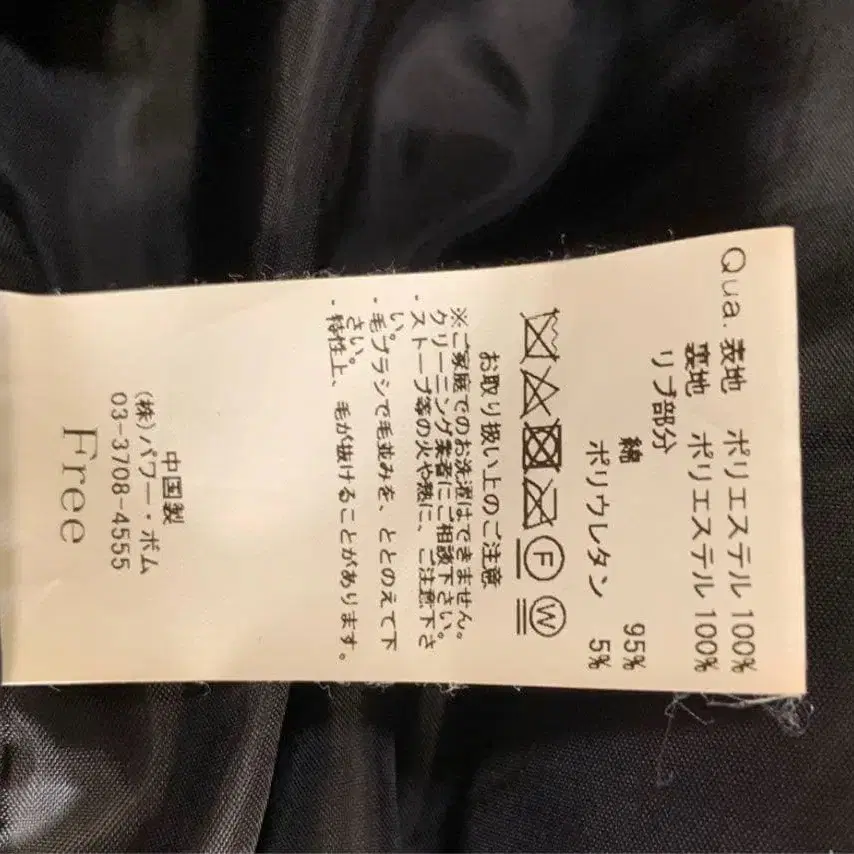 Qua. 表地 ポリエステル 100%
裏地 ポリエステル 100%
リブ部分
綿 95%
ポリウレタン 5%
F W
お取り扱い上のご注意
※ご家庭でのお洗濯はできません。
クリーニング業者にご相談下さい。
・ストーブ等の火や熱に、ご注意下さ
い。
・毛ブラシで毛並みを、ととのえて下
さい。
・特性上、毛が抜けることがあります。
中国製
(株)パワー・ボム
03-3708-4555
Free